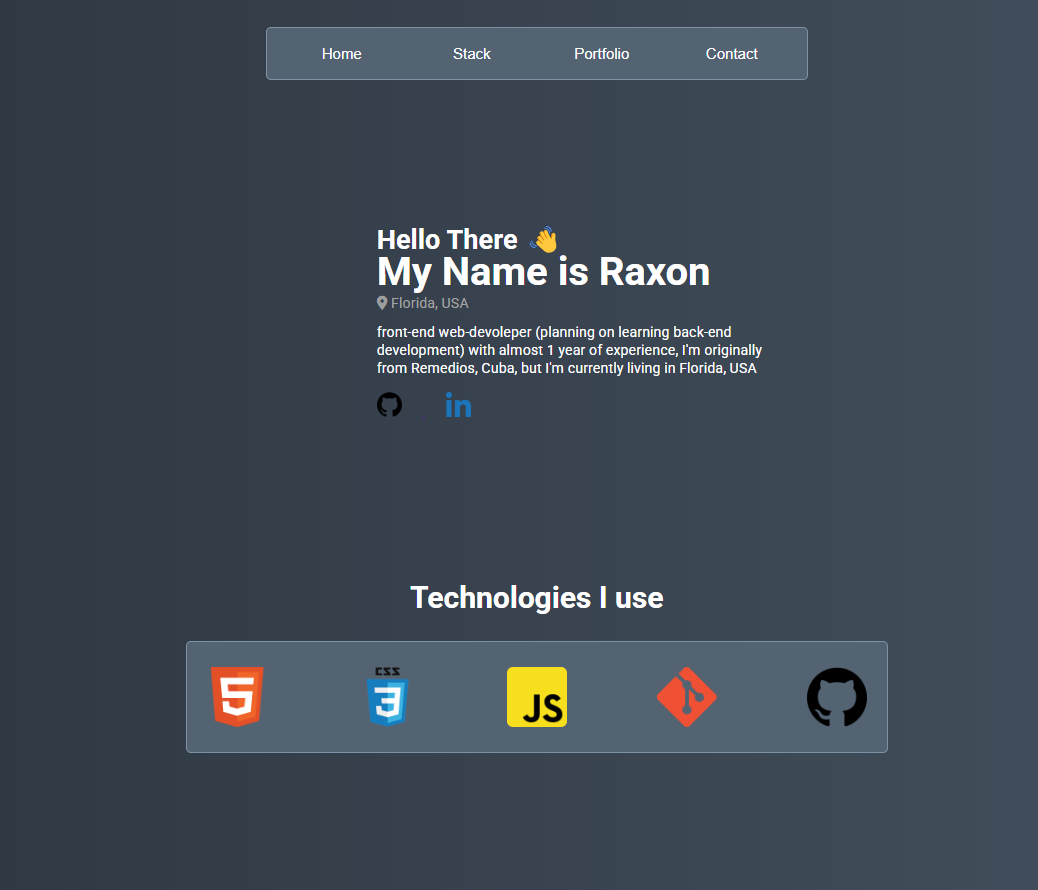 Home Stack Portfolio Contact
Hello There 👋
My Name is Raxon
Florida, USA
front-end web-devoleper (planning on learning back-end
development) with almost 1 year of experience, I'm originally
from Remedios, Cuba, but I'm currently living in Florida, USA
in
Technologies I use
5 CSS 3 JS